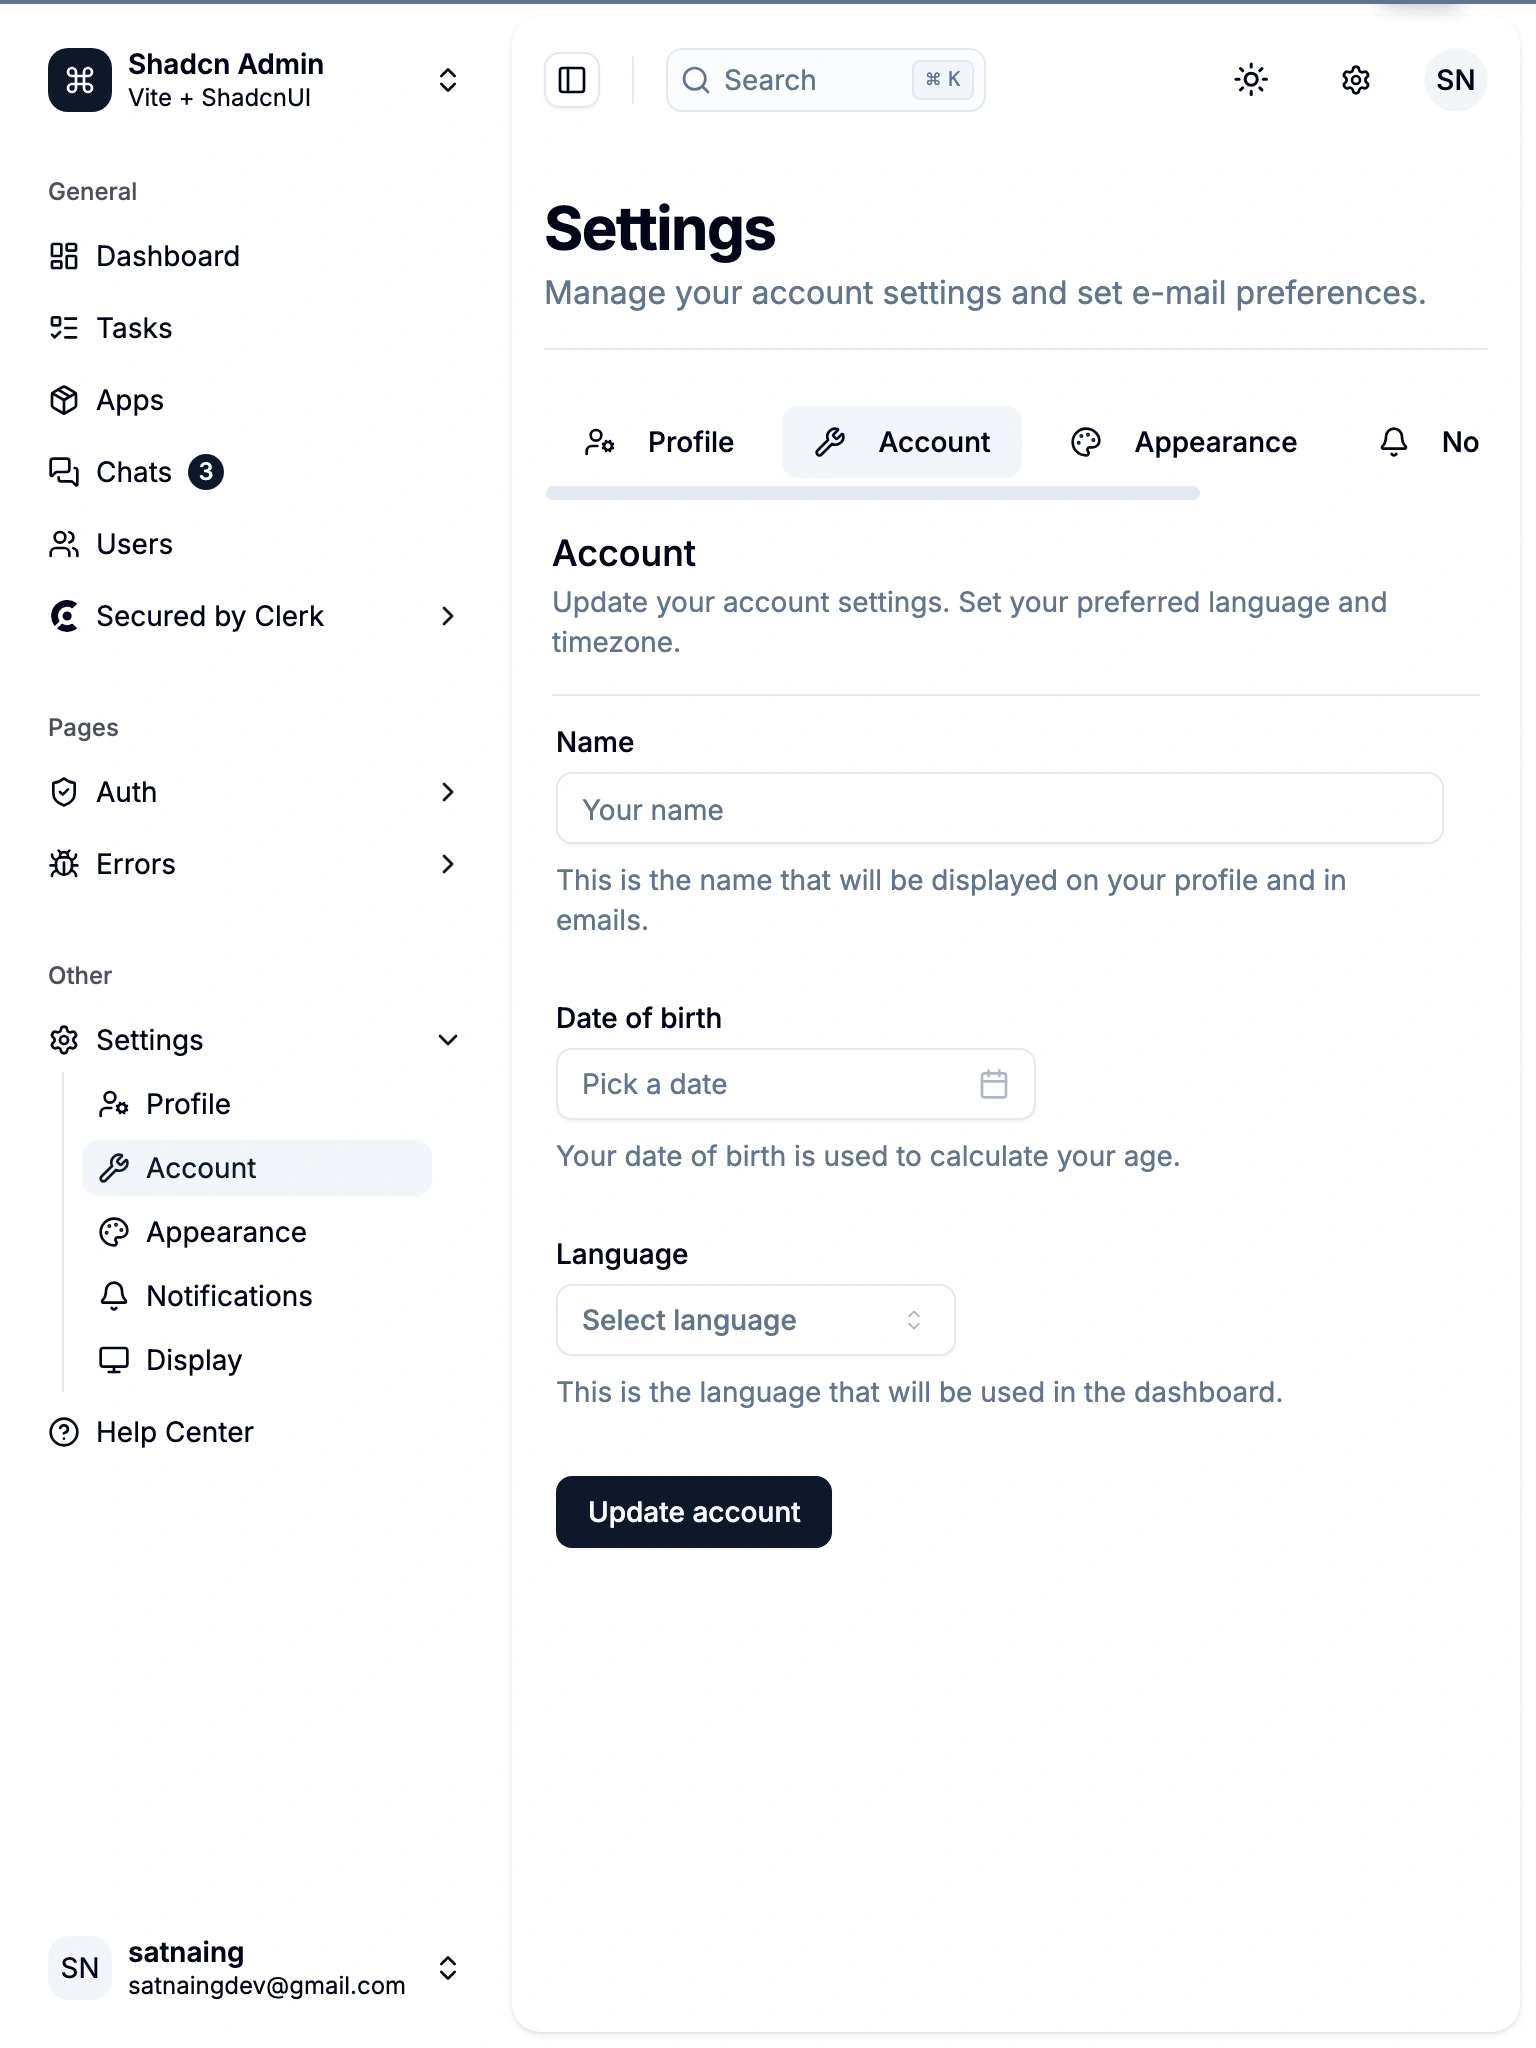 Shadcn Admin
Vite + ShadcnUI
General
Dashboard
Tasks
Apps
Chats 3
Users
Secured by Clerk
Pages
Auth
Errors
Other
Settings
Profile
Account
Appearance
Notifications
Display
Help Center
SN
satnaing
satnaingdev@gmail.com
Search ⌘ K
SN
Settings
Manage your account settings and set e-mail preferences.
Profile Account Appearance No
Account
Update your account settings. Set your preferred language and
timezone.
Name
Your name
This is the name that will be displayed on your profile and in
emails.
Date of birth
Pick a date
Your date of birth is used to calculate your age.
Language
Select language
This is the language that will be used in the dashboard.
Update account